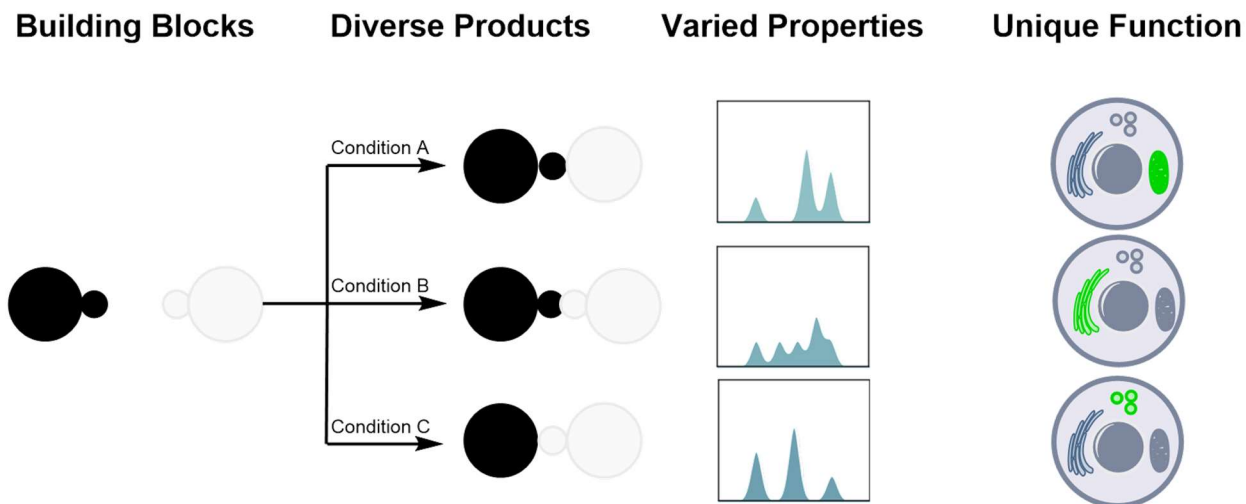 Building Blocks
Diverse Products
Varied Properties
Unique Function
Condition A
Condition B
Condition C